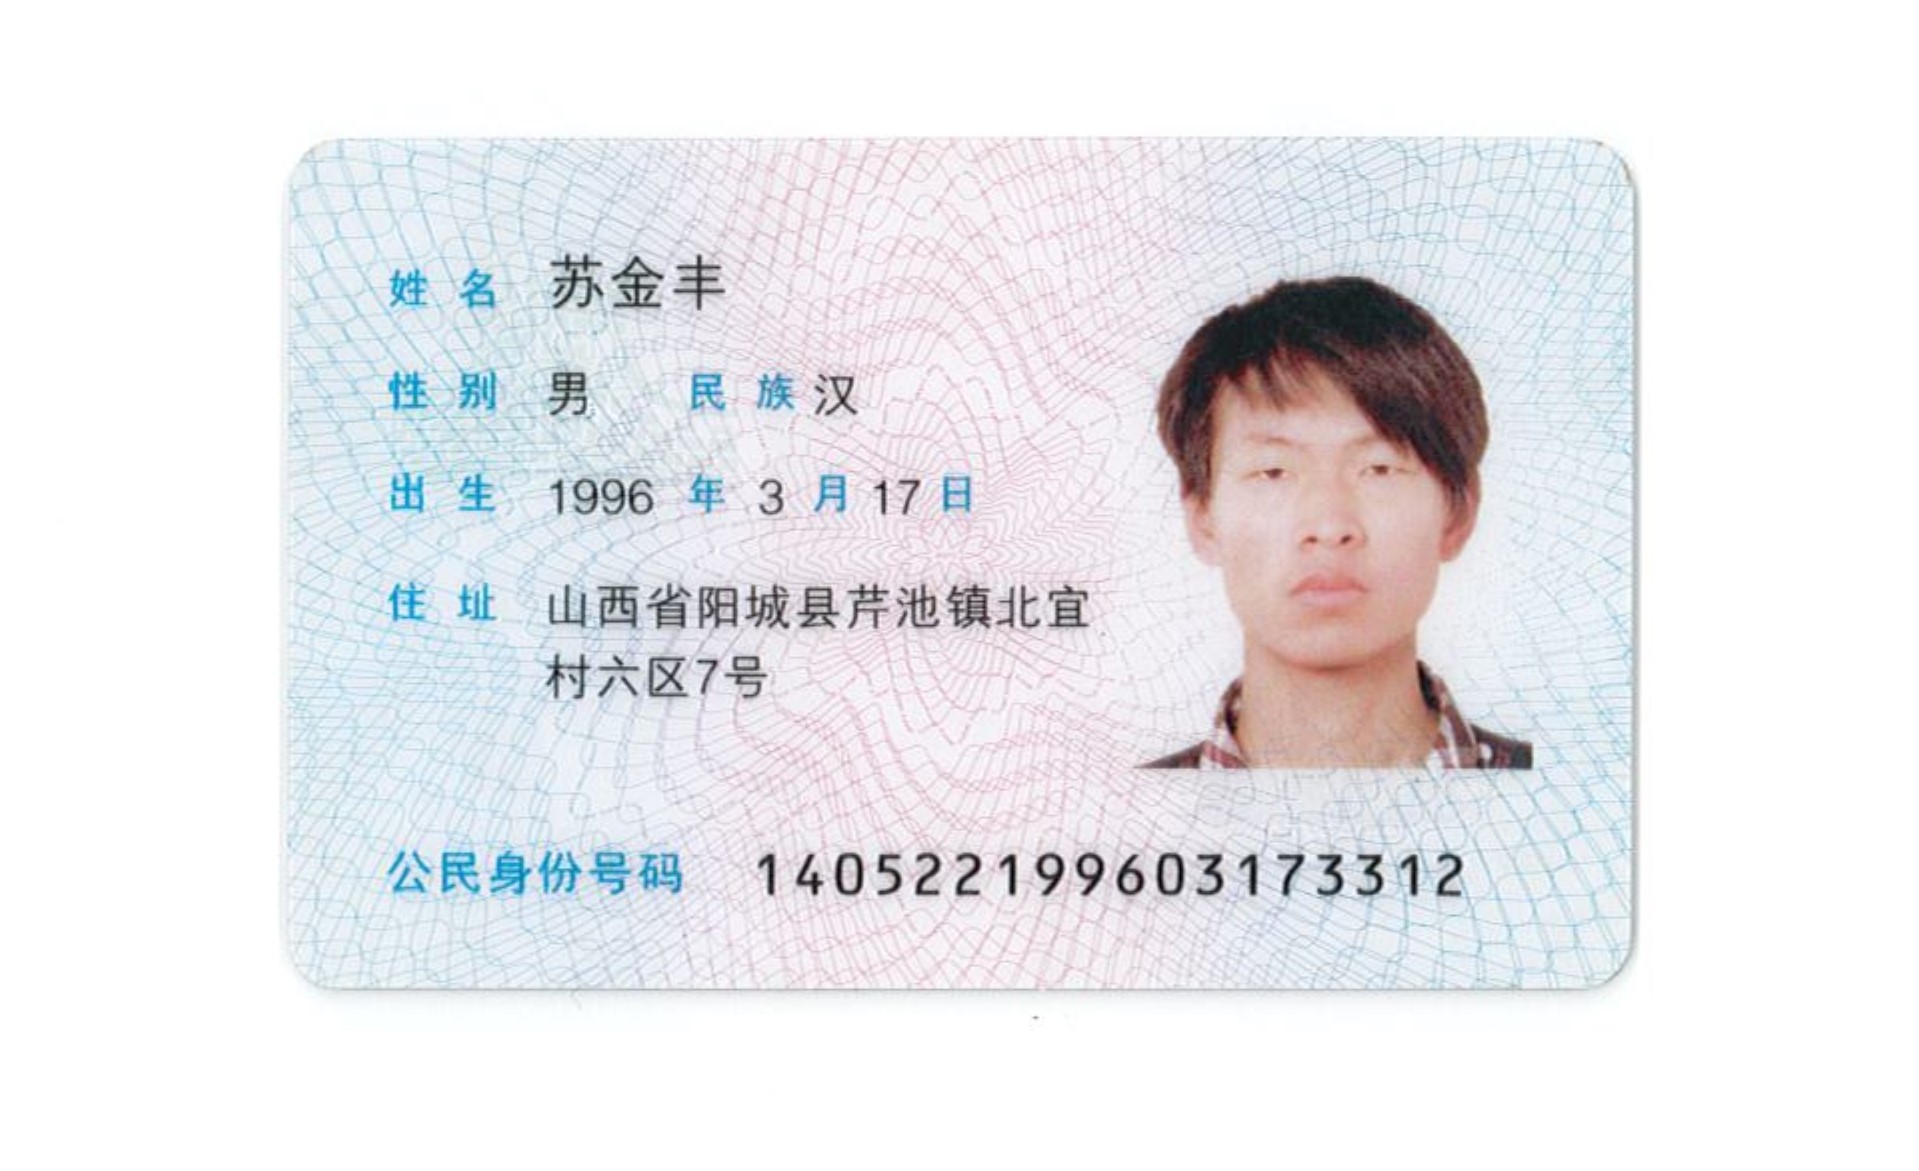 姓名 苏金丰
性别 男 民族 汉
出生 1996 年 3 月 17 日
住址 山西省阳城县芹池镇北宜
村六区7号
公民身份号码 140522199603173312